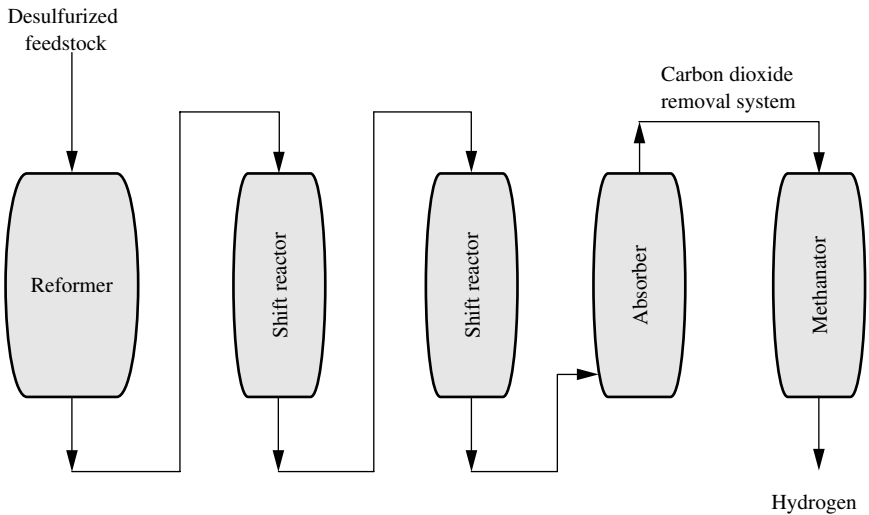 Desulfurized
feedstock
Carbon dioxide
removal system
Reformer
Shift reactor
Shift reactor
Absorber
Methanator
Hydrogen